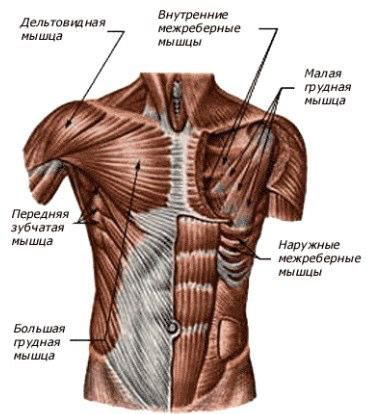 Дельтовидная
мышца
Внутренние
межреберные
мышцы
Малая
грудная
мышца
Передняя
зубчатая
мышца
Наружные
межреберные
мышцы
Большая
грудная
мышца